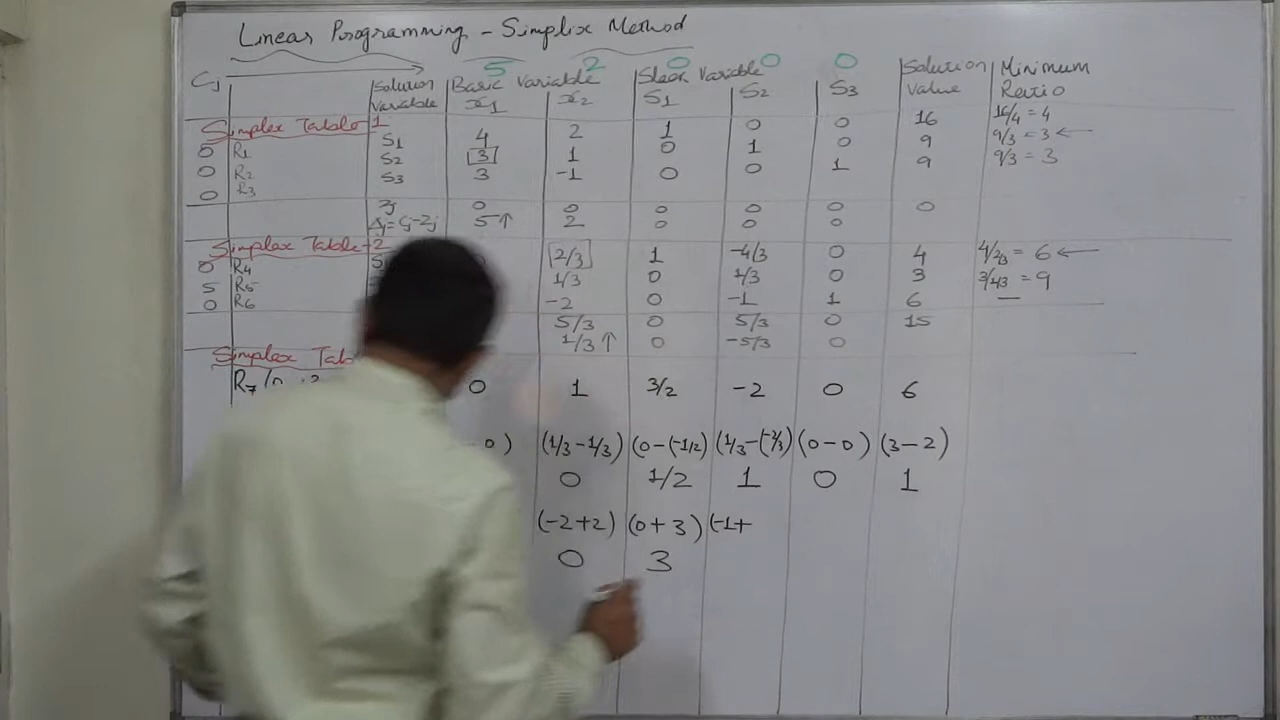 Linear Programming - Simplix Method
5 2 0 0 0
Cj Solution Variable Basic Variable Slack Variable Solution Value Minimum Ratio
x1 x2 S1 S2 S3
Simplex Table-1
0 R1 S1 4 2 1 0 0 16 16/4 = 4
0 R2 S2 3 1 0 1 0 9 9/3 = 3 ←
0 R3 S3 3 -1 0 0 1 9 9/3 = 3
Zj 0 0 0 0 0 0
Δj = Cj-Zj 5↑ 2 0 0 0
Simplex Table-2
0 R4 2/3 1 -4/3 0 4 4/2/3 = 6 ←
5 R5 1/3 0 1/3 0 3 3/1/3 = 9
0 R6 -2 0 -1 1 6 —
5/3 0 5/3 0 15
1/3↑ 0 -5/3 0
Simplex Tab
R7 0 1 3/2 -2 0 6
0) (1/3-1/3) (0-(-1/2) (1/3-(-2/3) (0-0) (3-2)
0 1/2 1 0 1
(-2+2) (0+3) (-1+
0 3